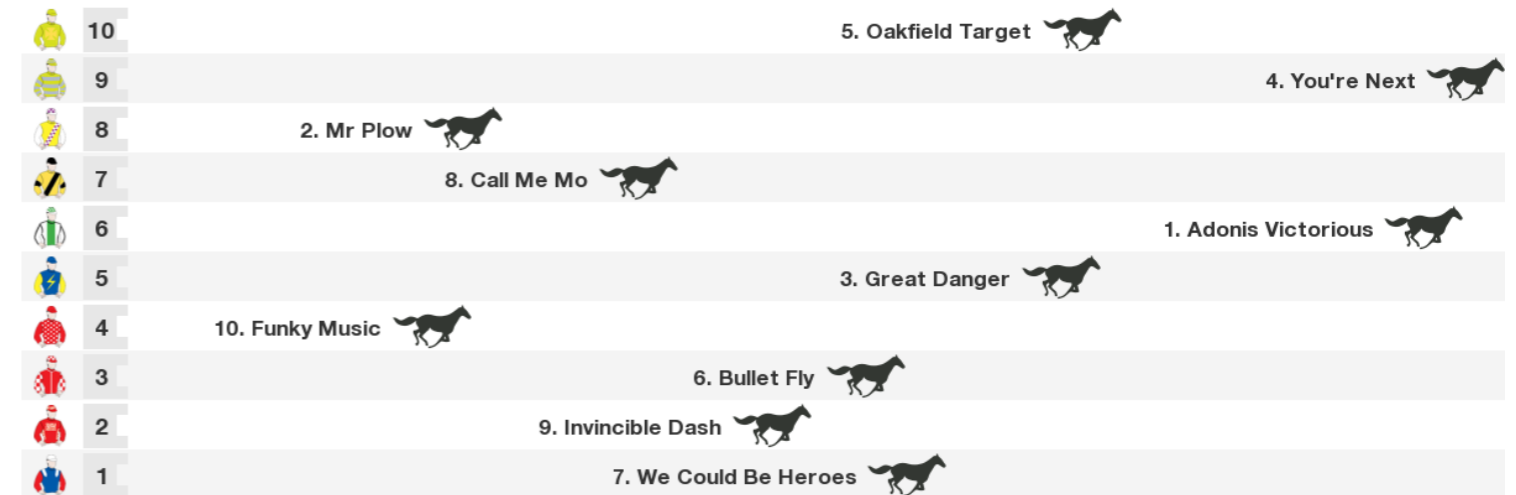 10 5. Oakfield Target
9 4. You're Next
8 2. Mr Plow
7 8. Call Me Mo
6 1. Adonis Victorious
5 3. Great Danger
4 10. Funky Music
3 6. Bullet Fly
2 9. Invincible Dash
1 7. We Could Be Heroes